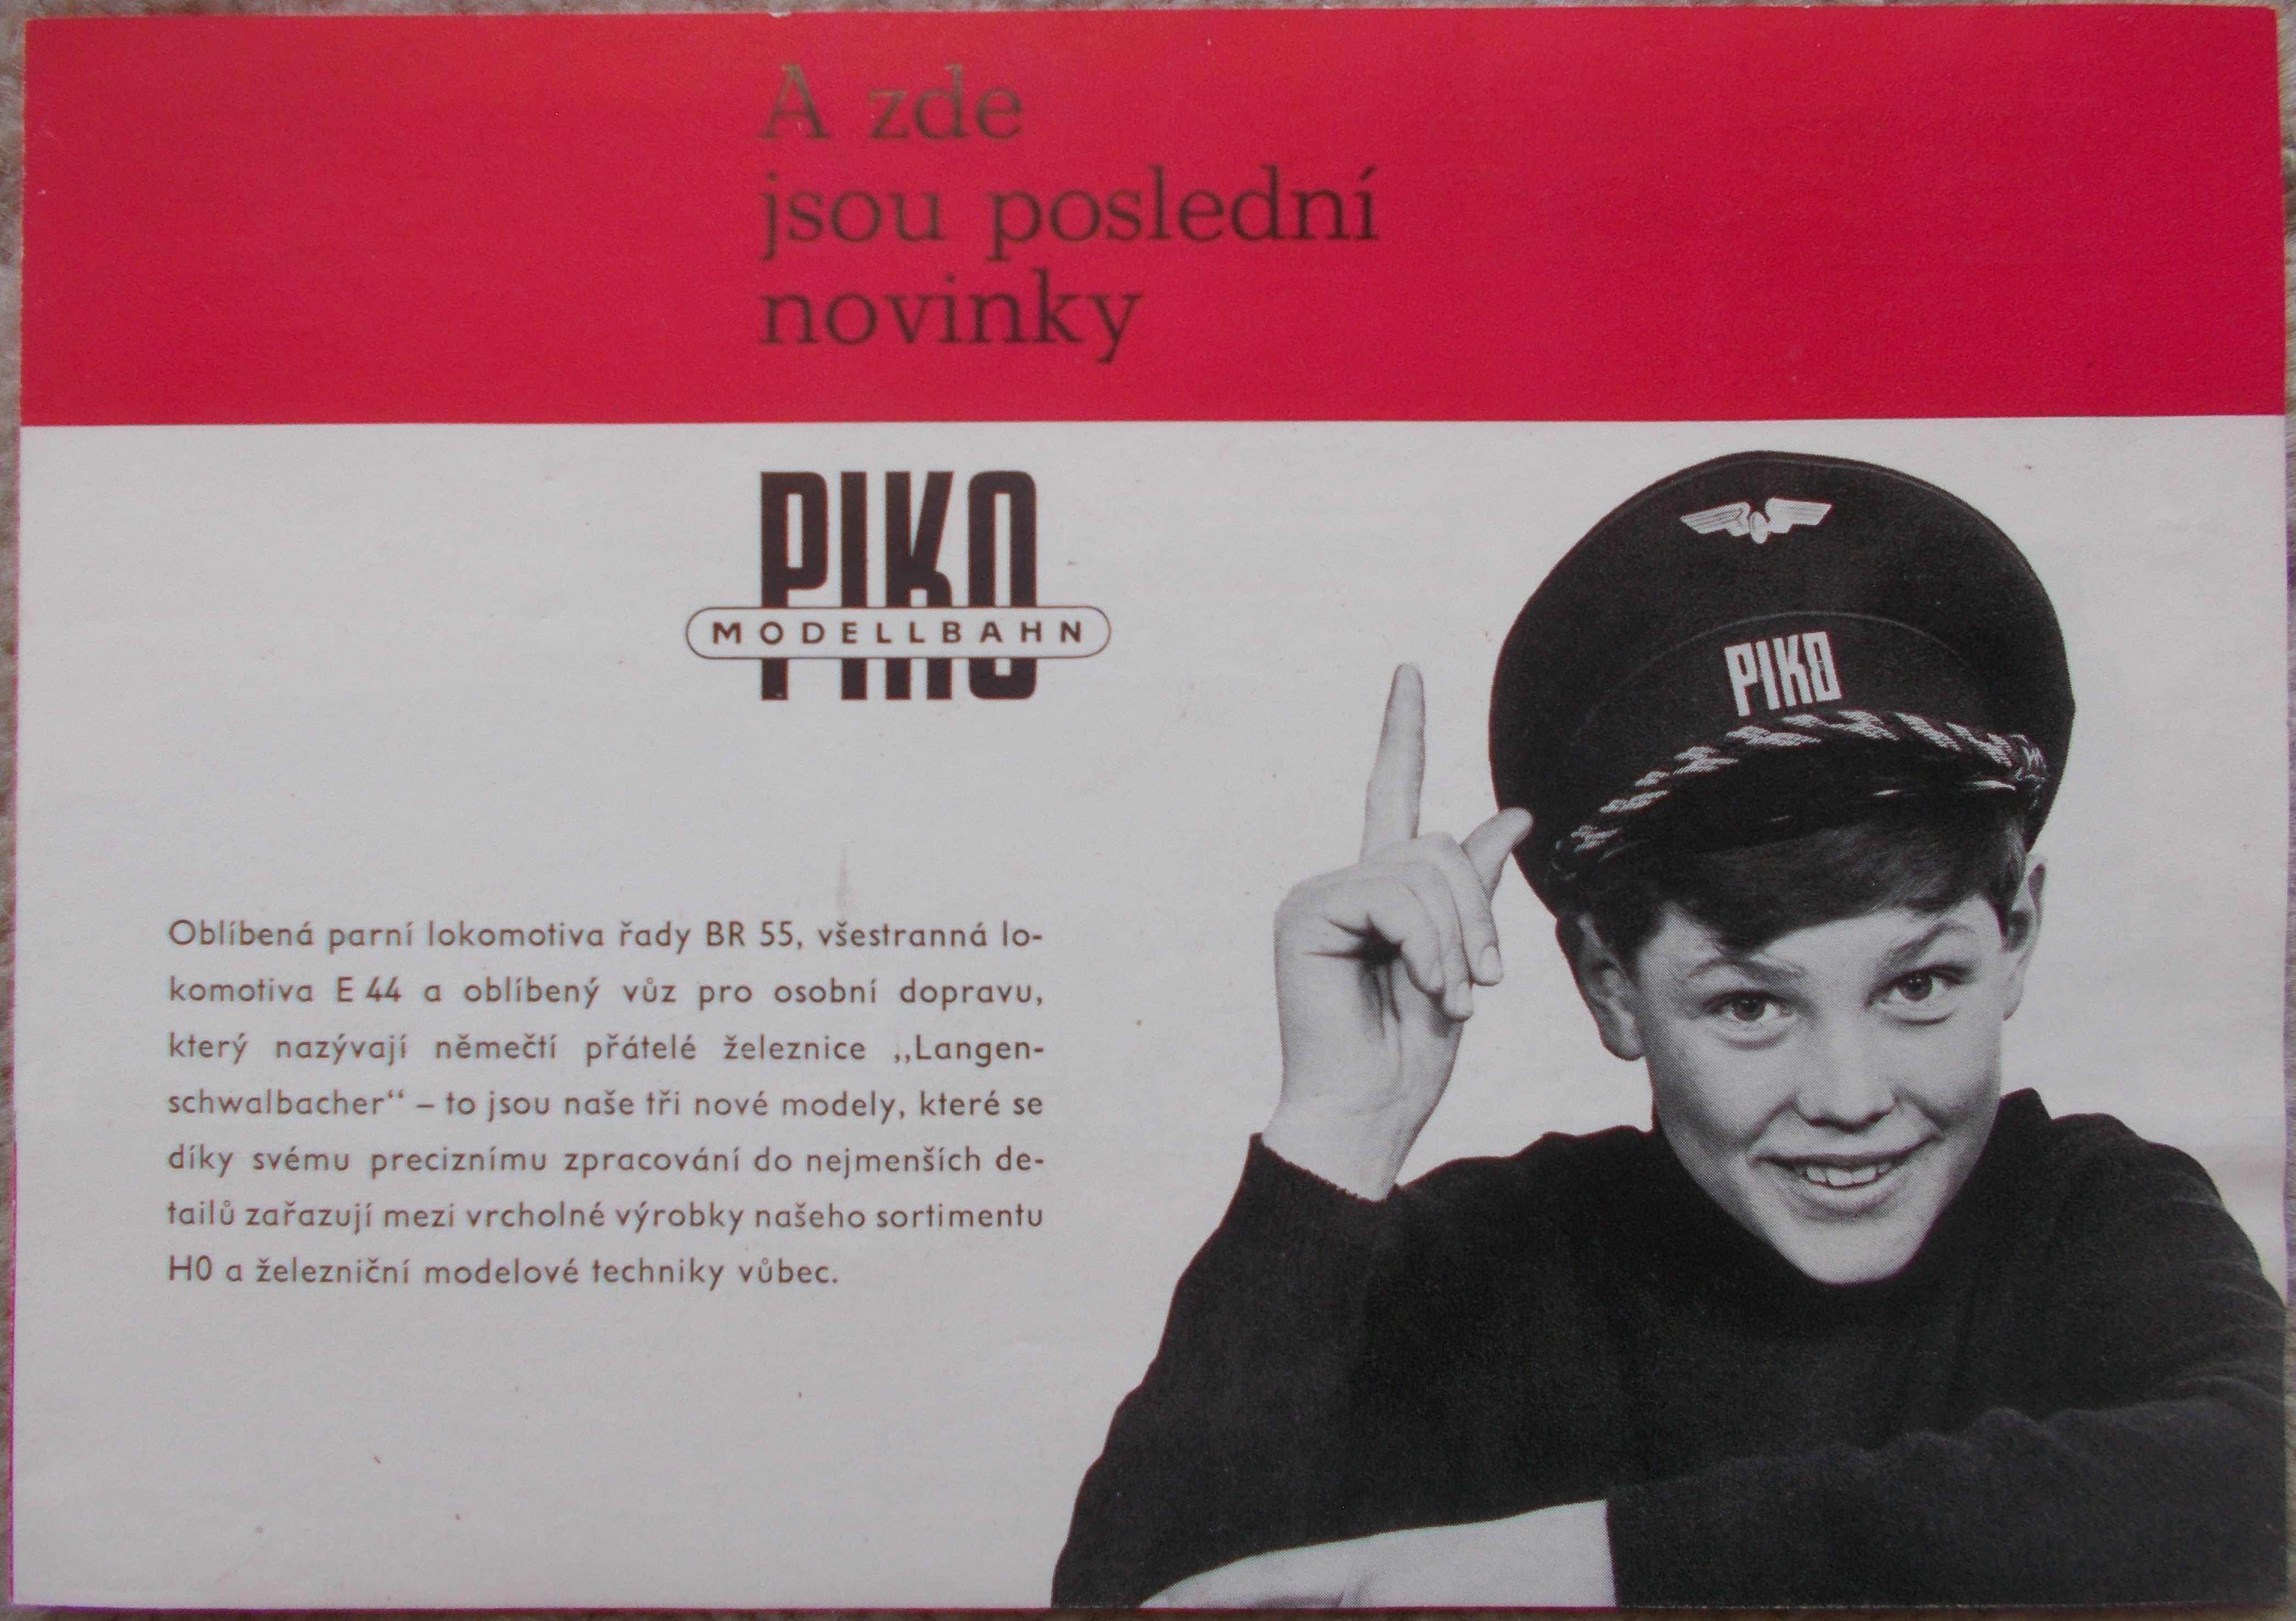 A zde
jsou poslední
novinky
PIKO
MODELLBAHN
PIKO
Oblíbená parní lokomotiva řady BR 55, všestranná lo-
komotiva E 44 a oblíbený vůz pro osobní dopravu,
který nazývají němečtí přátelé železnice ,,Langen-
schwalbacher“ – to jsou naše tři nové modely, které se
díky svému preciznímu zpracování do nejmenších de-
tailů zařazují mezi vrcholné výrobky našeho sortimentu
H0 a železniční modelové techniky vůbec.